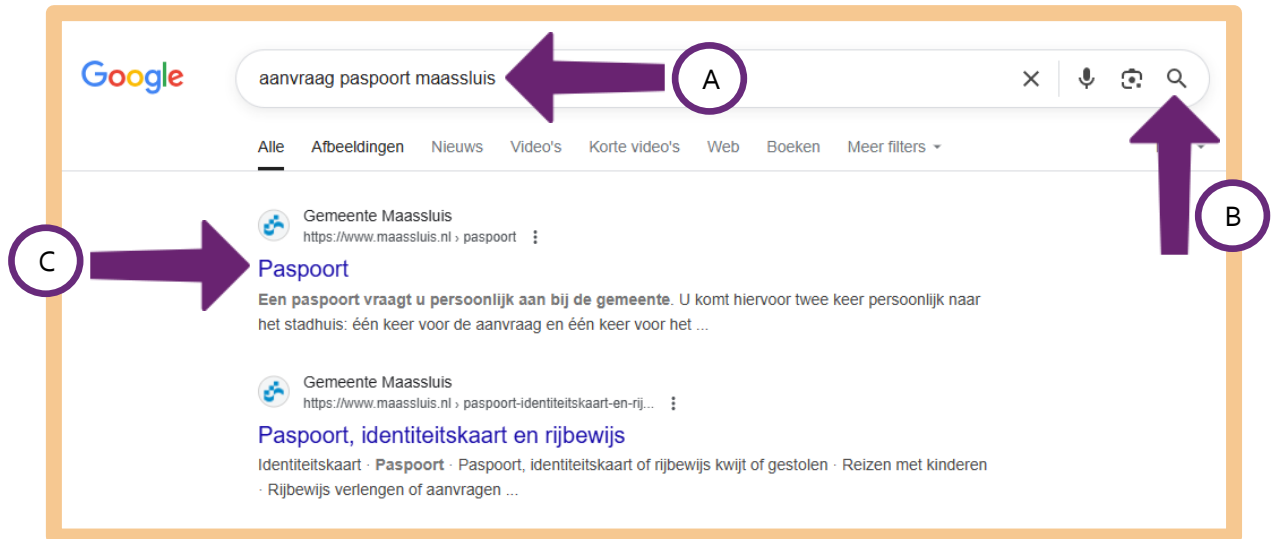 Google
aanvraag paspoort maassluis
A
Alle Afbeeldingen Nieuws Video's Korte video's Web Boeken Meer filters
B
Gemeente Maassluis
https://www.maassluis.nl › paspoort
C
Paspoort
Een paspoort vraagt u persoonlijk aan bij de gemeente. U komt hiervoor twee keer persoonlijk naar
het stadhuis: één keer voor de aanvraag en één keer voor het ...
Gemeente Maassluis
https://www.maassluis.nl › paspoort-identiteitskaart-en-rij...
Paspoort, identiteitskaart en rijbewijs
Identiteitskaart · Paspoort · Paspoort, identiteitskaart of rijbewijs kwijt of gestolen · Reizen met kinderen
· Rijbewijs verlengen of aanvragen ...